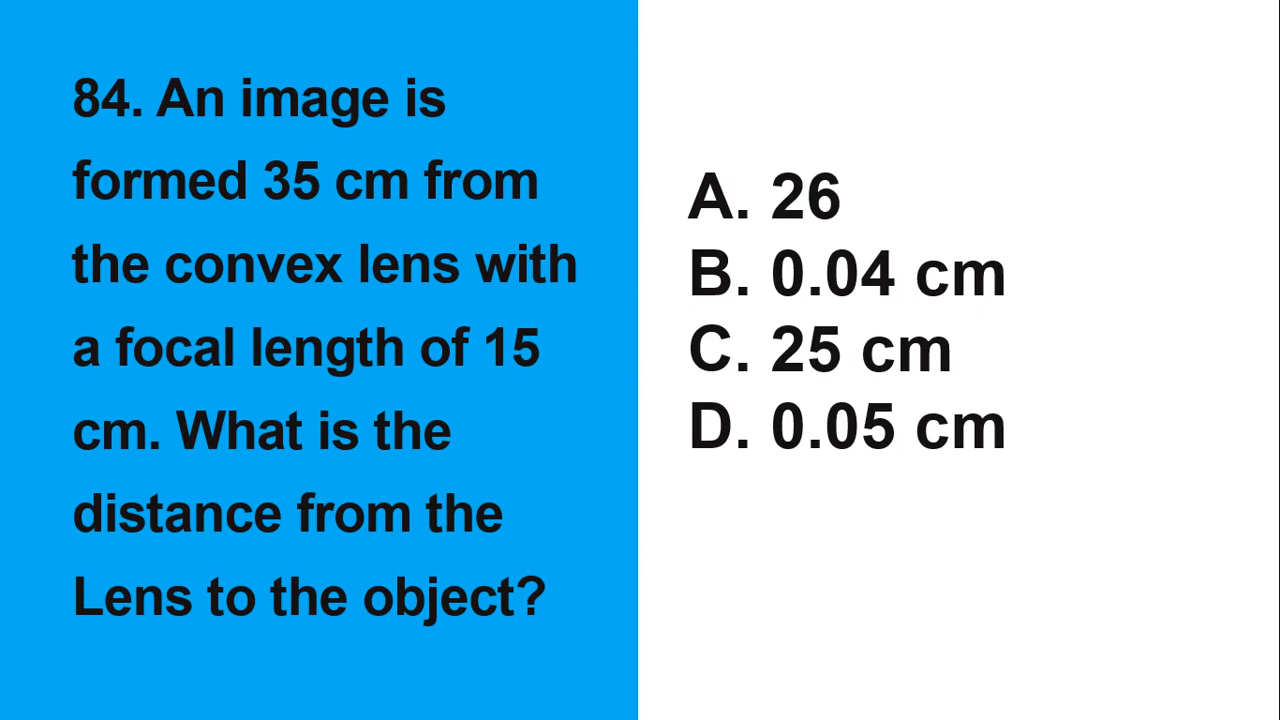 84. An image is
formed 35 cm from
the convex lens with
a focal length of 15
cm. What is the
distance from the
Lens to the object?
A. 26
B. 0.04 cm
C. 25 cm
D. 0.05 cm